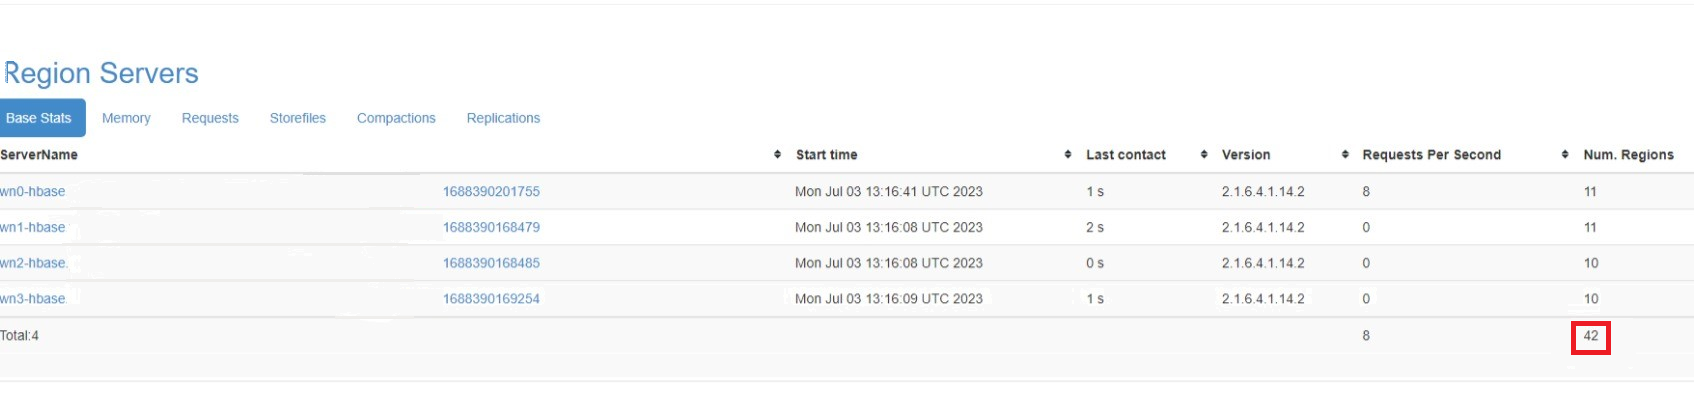 Region Servers
Base Stats Memory Requests Storefiles Compactions Replications
ServerName Start time Last contact Version Requests Per Second Num. Regions
wn0-hbase 1688390201755 Mon Jul 03 13:16:41 UTC 2023 1 s 2.1.6.4.1.14.2 8 11
wn1-hbase 1688390168479 Mon Jul 03 13:16:08 UTC 2023 2 s 2.1.6.4.1.14.2 0 11
wn2-hbase. 1688390168485 Mon Jul 03 13:16:08 UTC 2023 0 s 2.1.6.4.1.14.2 0 10
wn3-hbase. 1688390169254 Mon Jul 03 13:16:09 UTC 2023 1 s 2.1.6.4.1.14.2 0 10
Total:4 8 42